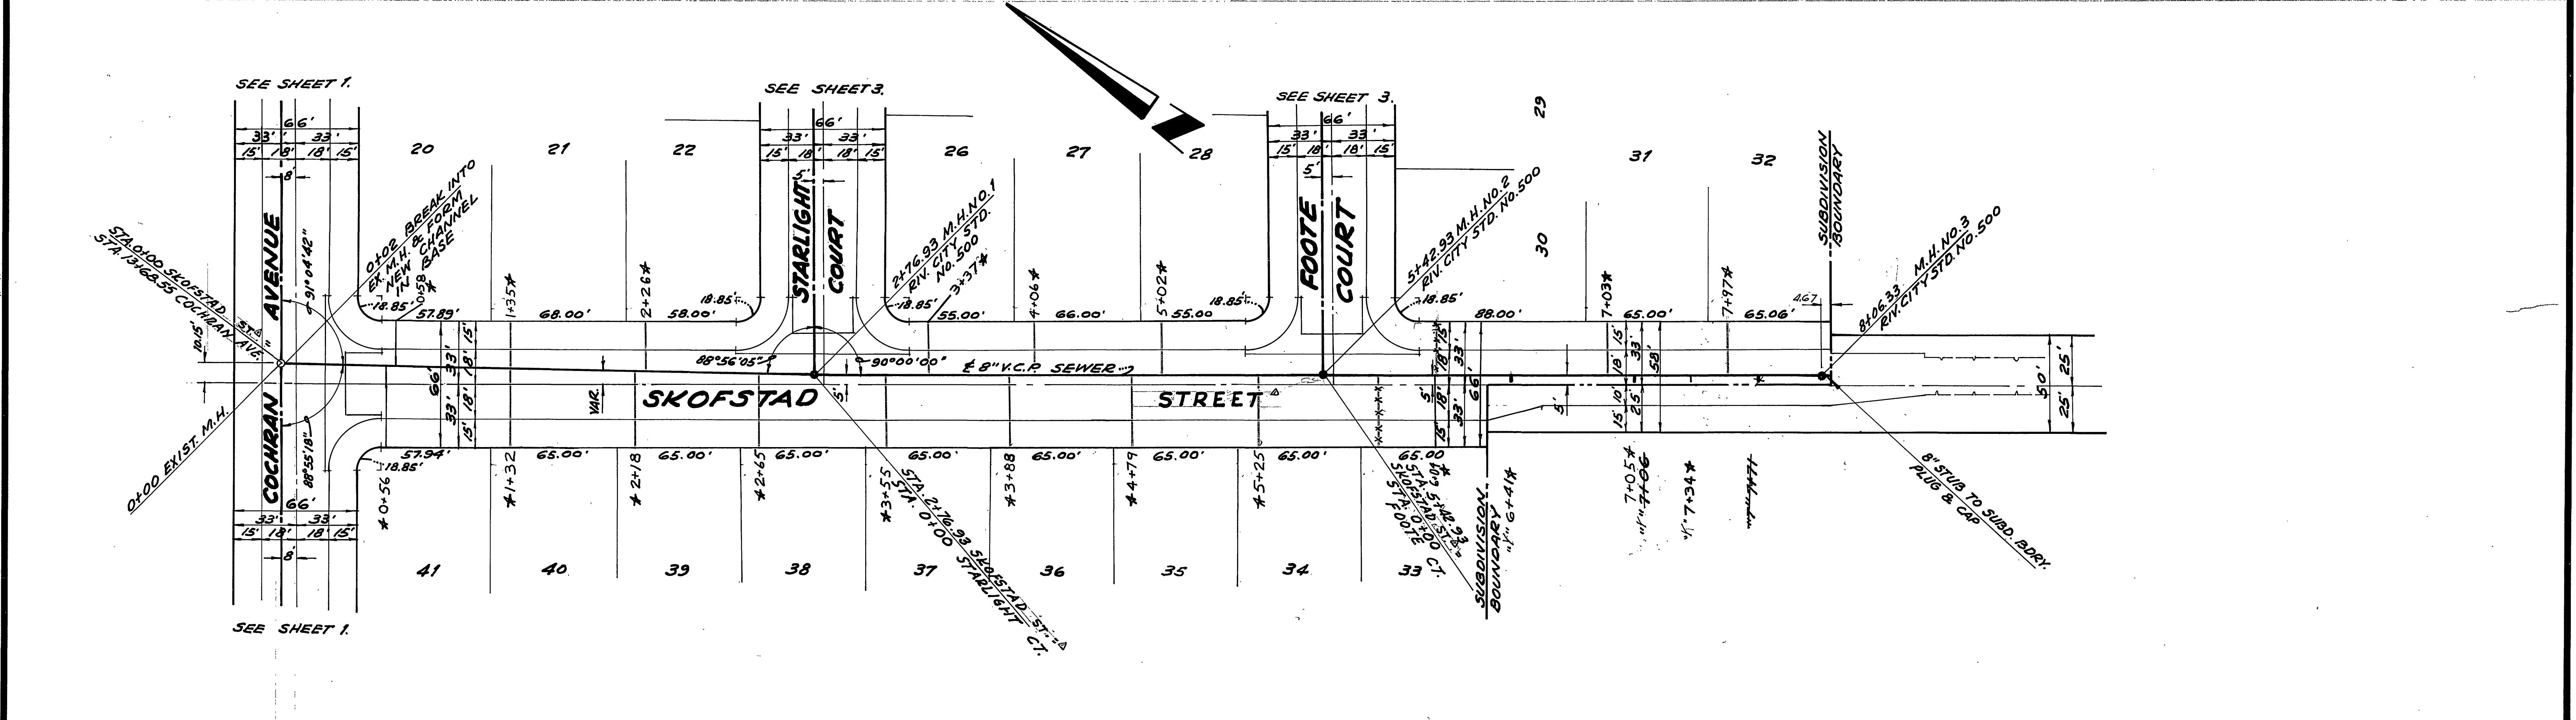 SEE SHEET 1.
66'
33' 33'
15' 18' 18' 15'
8'
COCHRAN AVENUE
91°04'42"
STA. 0+00 SKOFSTAD ST.
STA. 13+68.55 COCHRAN AVE.
10.15'
0+00 EXIST. M.H.
88°55'18"
66'
33' 33'
15' 18' 18' 15'
8'
SEE SHEET 1.
0+02 BREAK INTO
EX. M.H. & FORM
NEW CHANNEL
IN BASE
0+58*
18.85'
57.89'
20
21
22
1+35*
68.00'
2+26*
58.00'
18.85'
SEE SHEET 3.
66'
33' 33'
15' 18' 18' 15'
5'
STARLIGHT
COURT
2+76.93 M.H. NO. 1
RIV. CITY STD.
NO. 500
3+37*
18.85'
55.00'
26
27
28
4+06*
66.00'
5+02*
55.00
18.85'
SEE SHEET 3.
66'
33' 33'
15' 18' 18' 15'
5'
FOOTE
COURT
5+42.93 M.H. NO. 2
RIV. CITY STD. NO. 500
18.85'
88.00'
29
30
31
32
7+03*
65.00'
7+97*
65.06'
SUBDIVISION
BOUNDARY
4.67
8+06.33 M.H. NO. 3
RIV. CITY STD. NO. 500
66'
33' 33'
15' 18' 18' 15'
VAR.
88°56'05"
90°00'00"
℄ 8" V.C.P. SEWER
SKOFSTAD STREET
5'
5'
15' 18' 18' 15'
33' 33'
66'
5'
15' 18' 10' 15'
33' 25'
58'
50'
25' 25'
57.94'
18.85'
65.00'
65.00'
65.00'
65.00'
65.00'
65.00'
65.00'
65.00
* 0+56
* 1+32
* 2+18
* 2+65
* 3+55
* 3+88
* 4+79
* 5+25
STA. 2+76.93 SKOFSTAD ST.
STA. 0+00 STARLIGHT CT.
STA. 5+42.93
SKOFSTAD ST.
STA. 0+00
FOOTE CT.
SUBDIVISION
BOUNDARY
"Y" 6+41*
7+05*
"Y" 7+06
"Y" 7+34*
8" STUB TO SUBD. BDRY.
PLUG & CAP
41
40
39
38
37
36
35
34
33